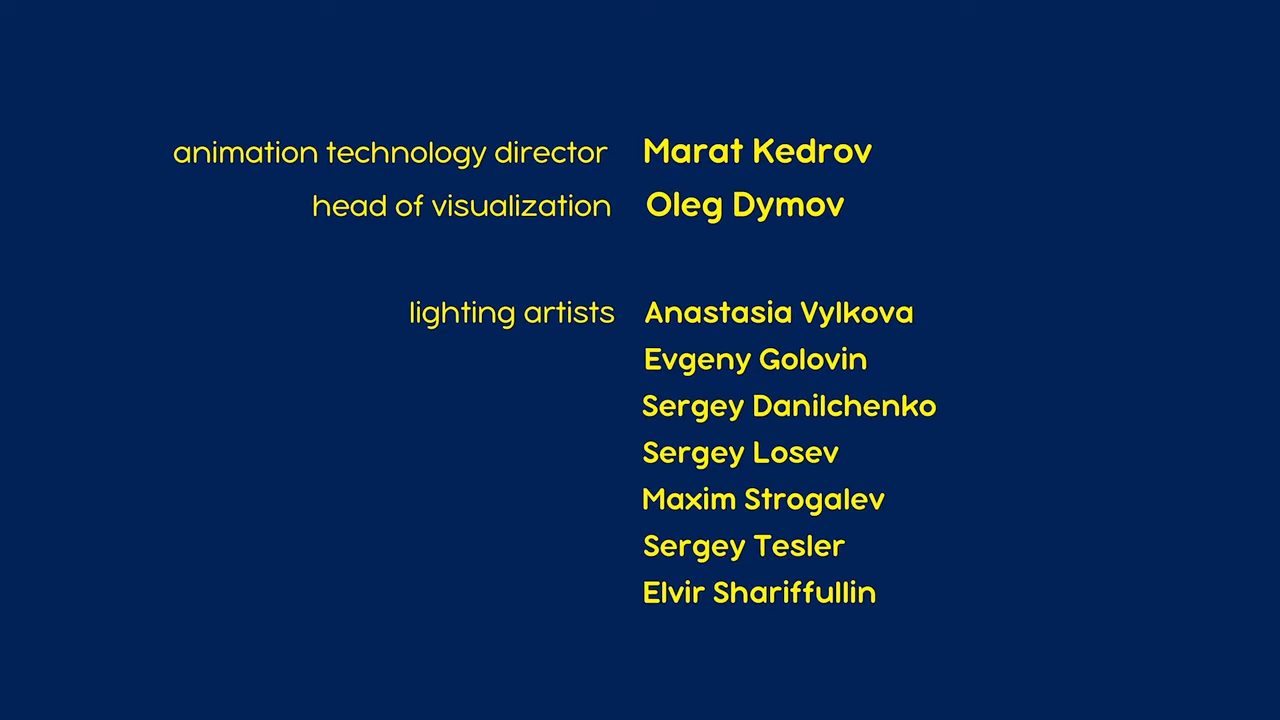 animation technology director Marat Kedrov
head of visualization Oleg Dymov
lighting artists Anastasia Vylkova
Evgeny Golovin
Sergey Danilchenko
Sergey Losev
Maxim Strogalev
Sergey Tesler
Elvir Shariffullin